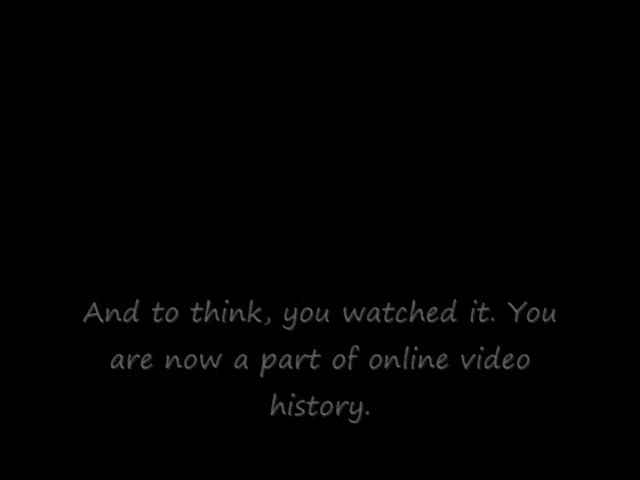 And to think, you watched it. You
are now a part of online video
history.